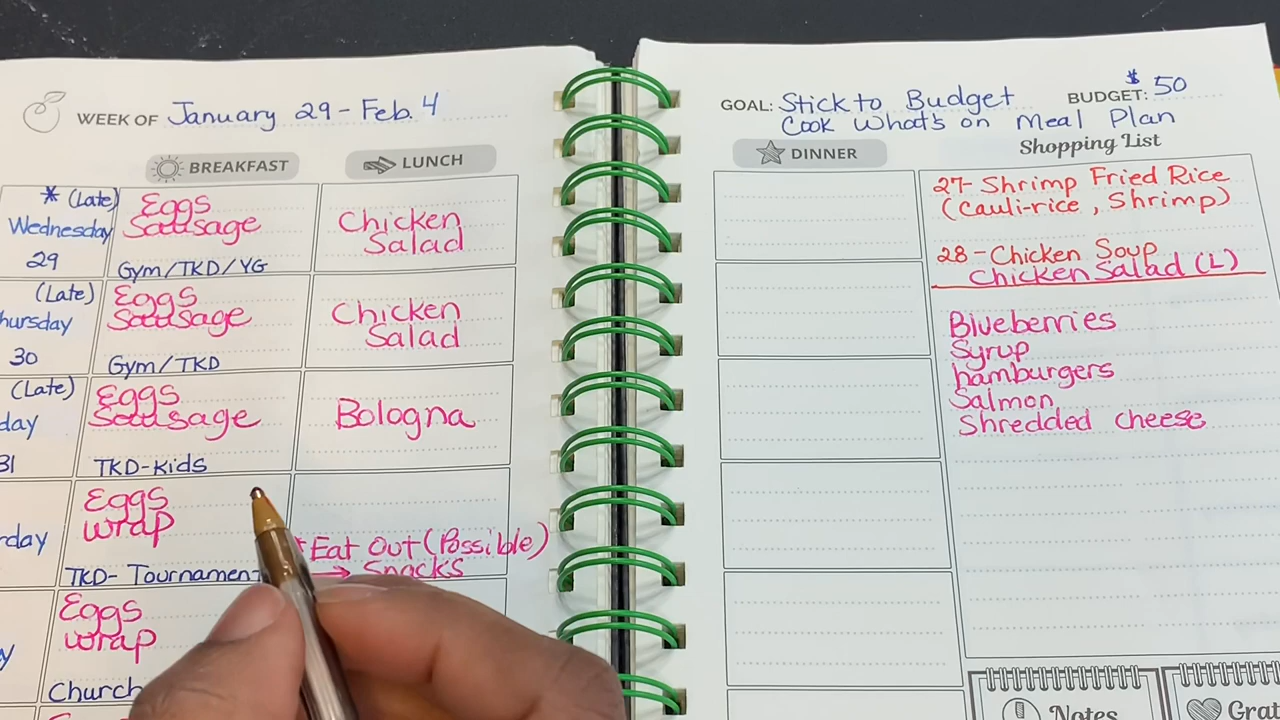 WEEK OF January 29 - Feb. 4
BREAKFAST
LUNCH
* (Late)
Wednesday
29
Eggs
Sausage
Gym/TKD/YG
Chicken
Salad
(Late)
hursday
30
Eggs
Sausage
Gym/TKD
Chicken
Salad
(Late)
day
31
Eggs
Sausage
TKD-Kids
Bologna
rday
Eggs
wrap
TKD- Tournament
Eat Out (Possible)
→ Snacks
y
Eggs
wrap
Church
GOAL: Stick to Budget
Cook What's on Meal Plan
BUDGET: $50
DINNER
Shopping List
27- Shrimp Fried Rice
(Cauli-rice, Shrimp)
28-Chicken Soup
Chicken Salad (L)
Blueberries
Syrup
hamburgers
Salmon
Shredded cheese
Notes
Grat